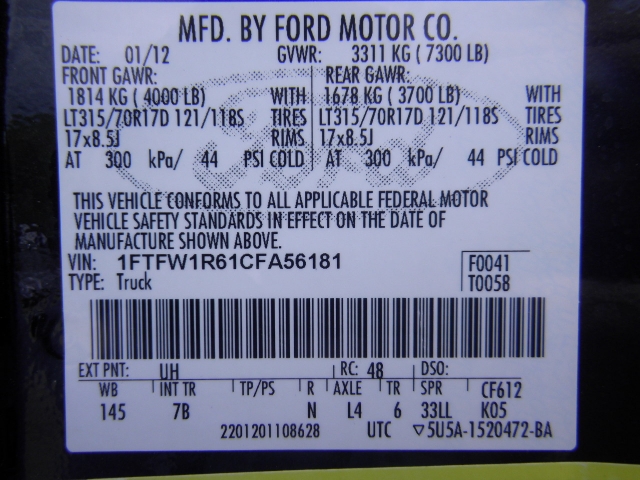 MFD. BY FORD MOTOR CO.
DATE: 01/12 GVWR: 3311 KG ( 7300 LB)
FRONT GAWR: REAR GAWR:
1814 KG ( 4000 LB) WITH 1678 KG ( 3700 LB) WITH
LT315/70R17D 121/118S TIRES LT315/70R17D 121/118S TIRES
17x8.5J RIMS 17x8.5J RIMS
AT 300 kPa/ 44 PSI COLD AT 300 kPa/ 44 PSI COLD
THIS VEHICLE CONFORMS TO ALL APPLICABLE FEDERAL MOTOR
VEHICLE SAFETY STANDARDS IN EFFECT ON THE DATE OF
MANUFACTURE SHOWN ABOVE.
VIN: 1FTFW1R61CFA56181 F0041
TYPE: Truck T0058
EXT PNT: UH RC: 48 DSO:
WB INT TR TP/PS R AXLE TR SPR CF612
145 7B N L4 6 33LL K05
2201201108628 UTC ▽5U5A-1520472-BA